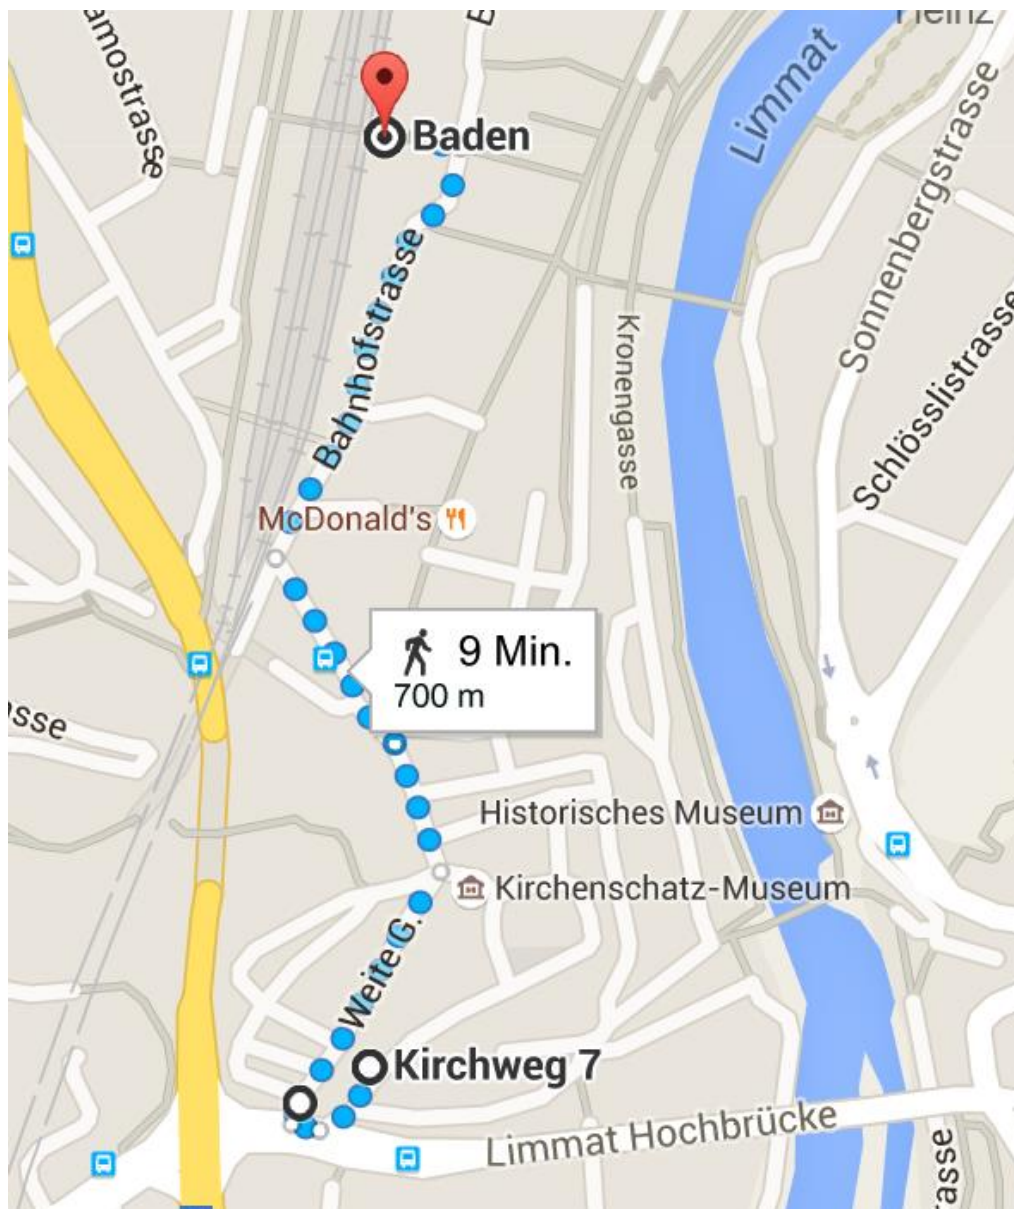 Heinz
amostrasse
Limmat
Baden
Sonnenbergstrasse
Bahnhofstrasse
Kronengasse
Schlösslistrasse
McDonald's
9 Min.
700 m
sse
Historisches Museum
Kirchenschatz-Museum
Weite G.
Kirchweg 7
Limmat Hochbrücke
rasse